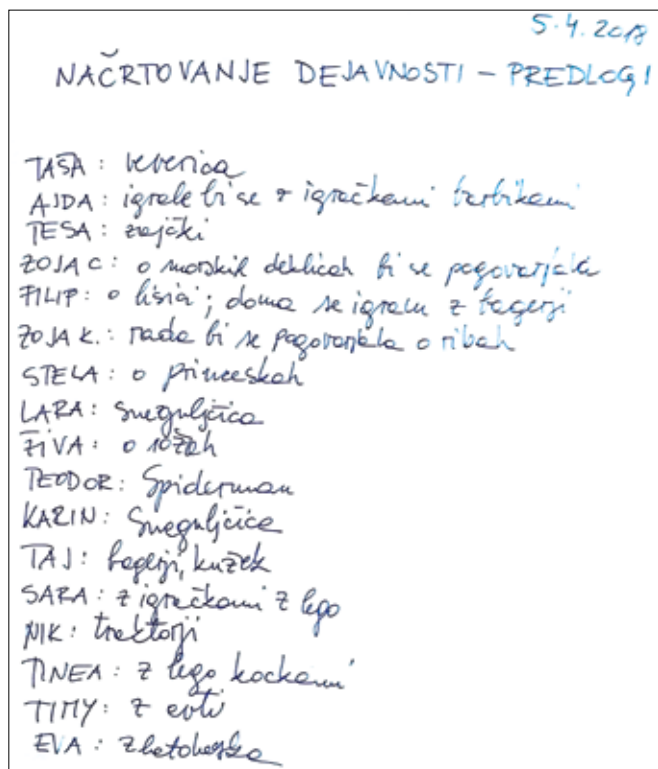 5.4.2018
NAČRTOVANJE DEJAVNOSTI – PREDLOGI
TAŠA: veverica
AJDA: igrale bi se z igračkami barbikami
TESA: zajčki
ZOJA C: o morskih deklicah bi se pogovarjala
FILIP: o lisici; doma se igram z bagerji
ZOJA K.: rada bi se pogovarjala o ribah
STELA: o princeskah
LARA: Sneguljčica
ŽIVA: o rožah
TEODOR: Spiderman
KARIN: Sneguljčica
TAJ: bagerji, kužek
SARA: z igračkami z lego
NIK: traktorji
TINEA: z lego kockami
TIMY: z avti
EVA: Zlatolaska